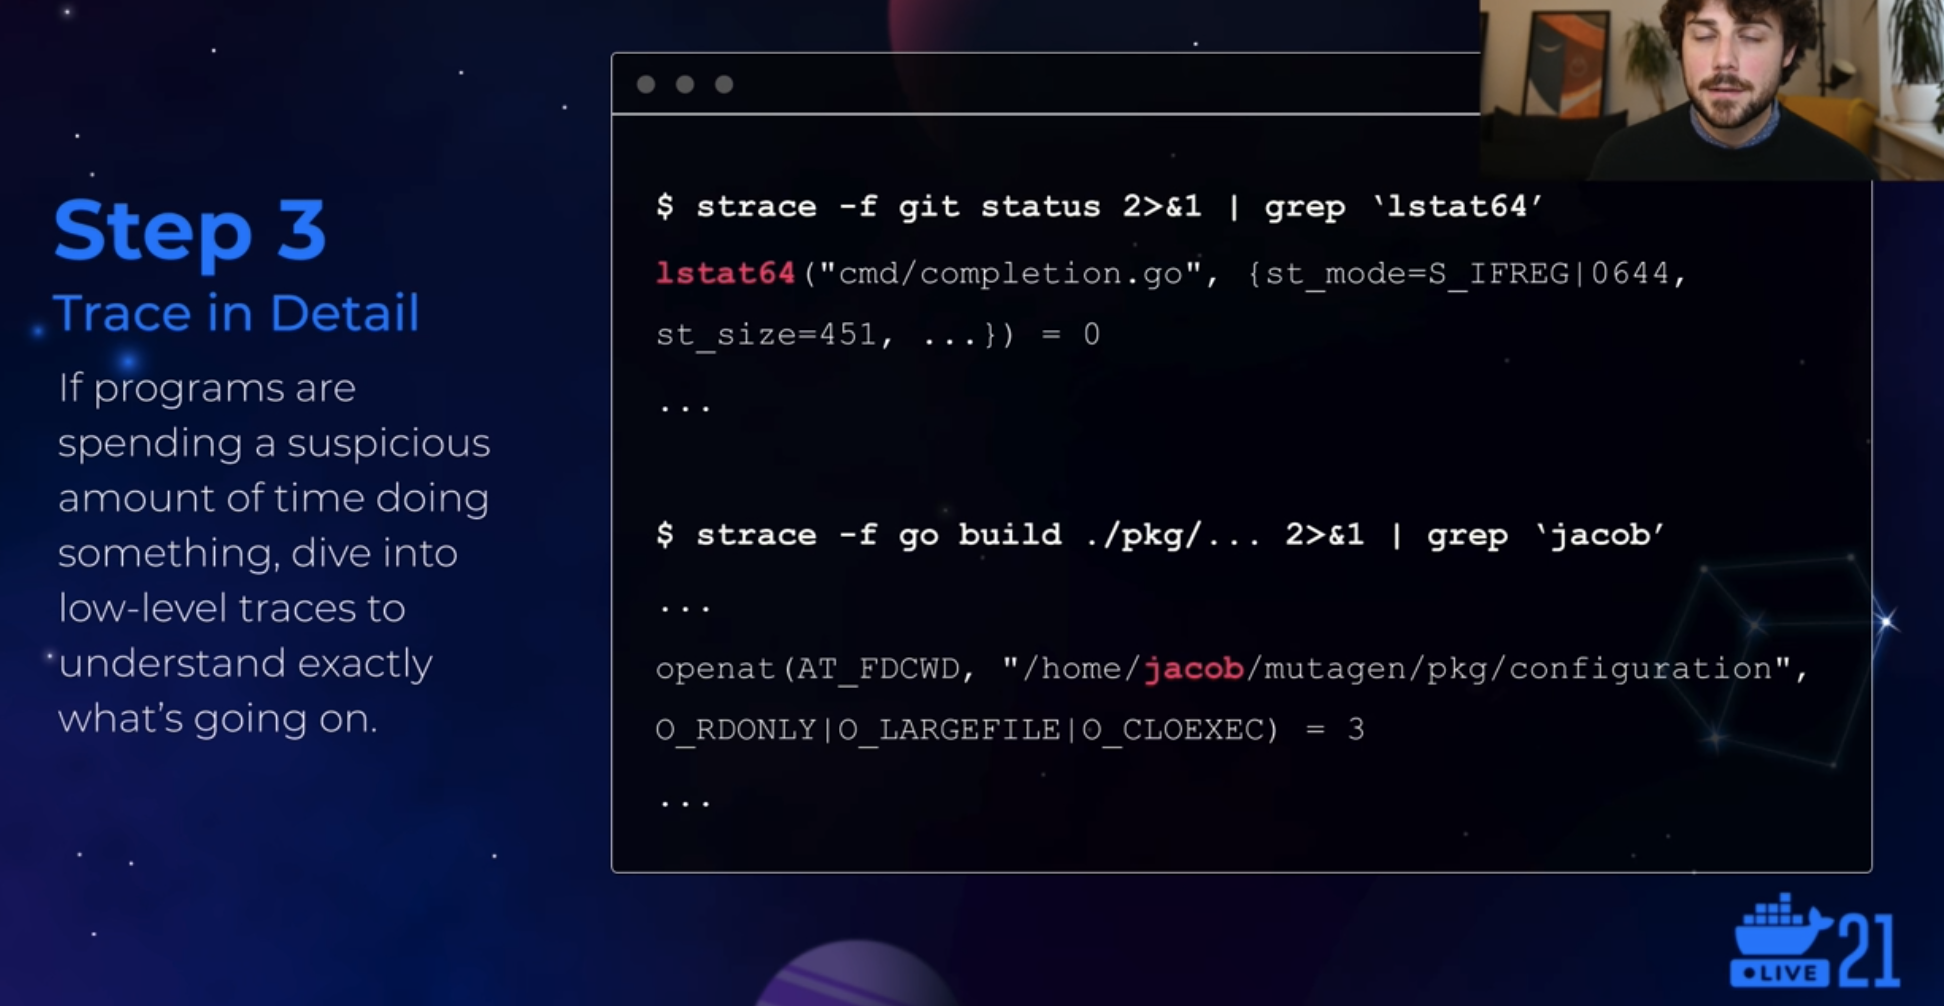 Step 3
Trace in Detail
If programs are
spending a suspicious
amount of time doing
something, dive into
low-level traces to
understand exactly
what's going on.
$ strace -f git status 2>&1 | grep ‘lstat64’
lstat64("cmd/completion.go", {st_mode=S_IFREG|0644,
st_size=451, ...}) = 0
...
$ strace -f go build ./pkg/... 2>&1 | grep ‘jacob’
...
openat(AT_FDCWD, "/home/jacob/mutagen/pkg/configuration",
O_RDONLY|O_LARGEFILE|O_CLOEXEC) = 3
...
LIVE 21